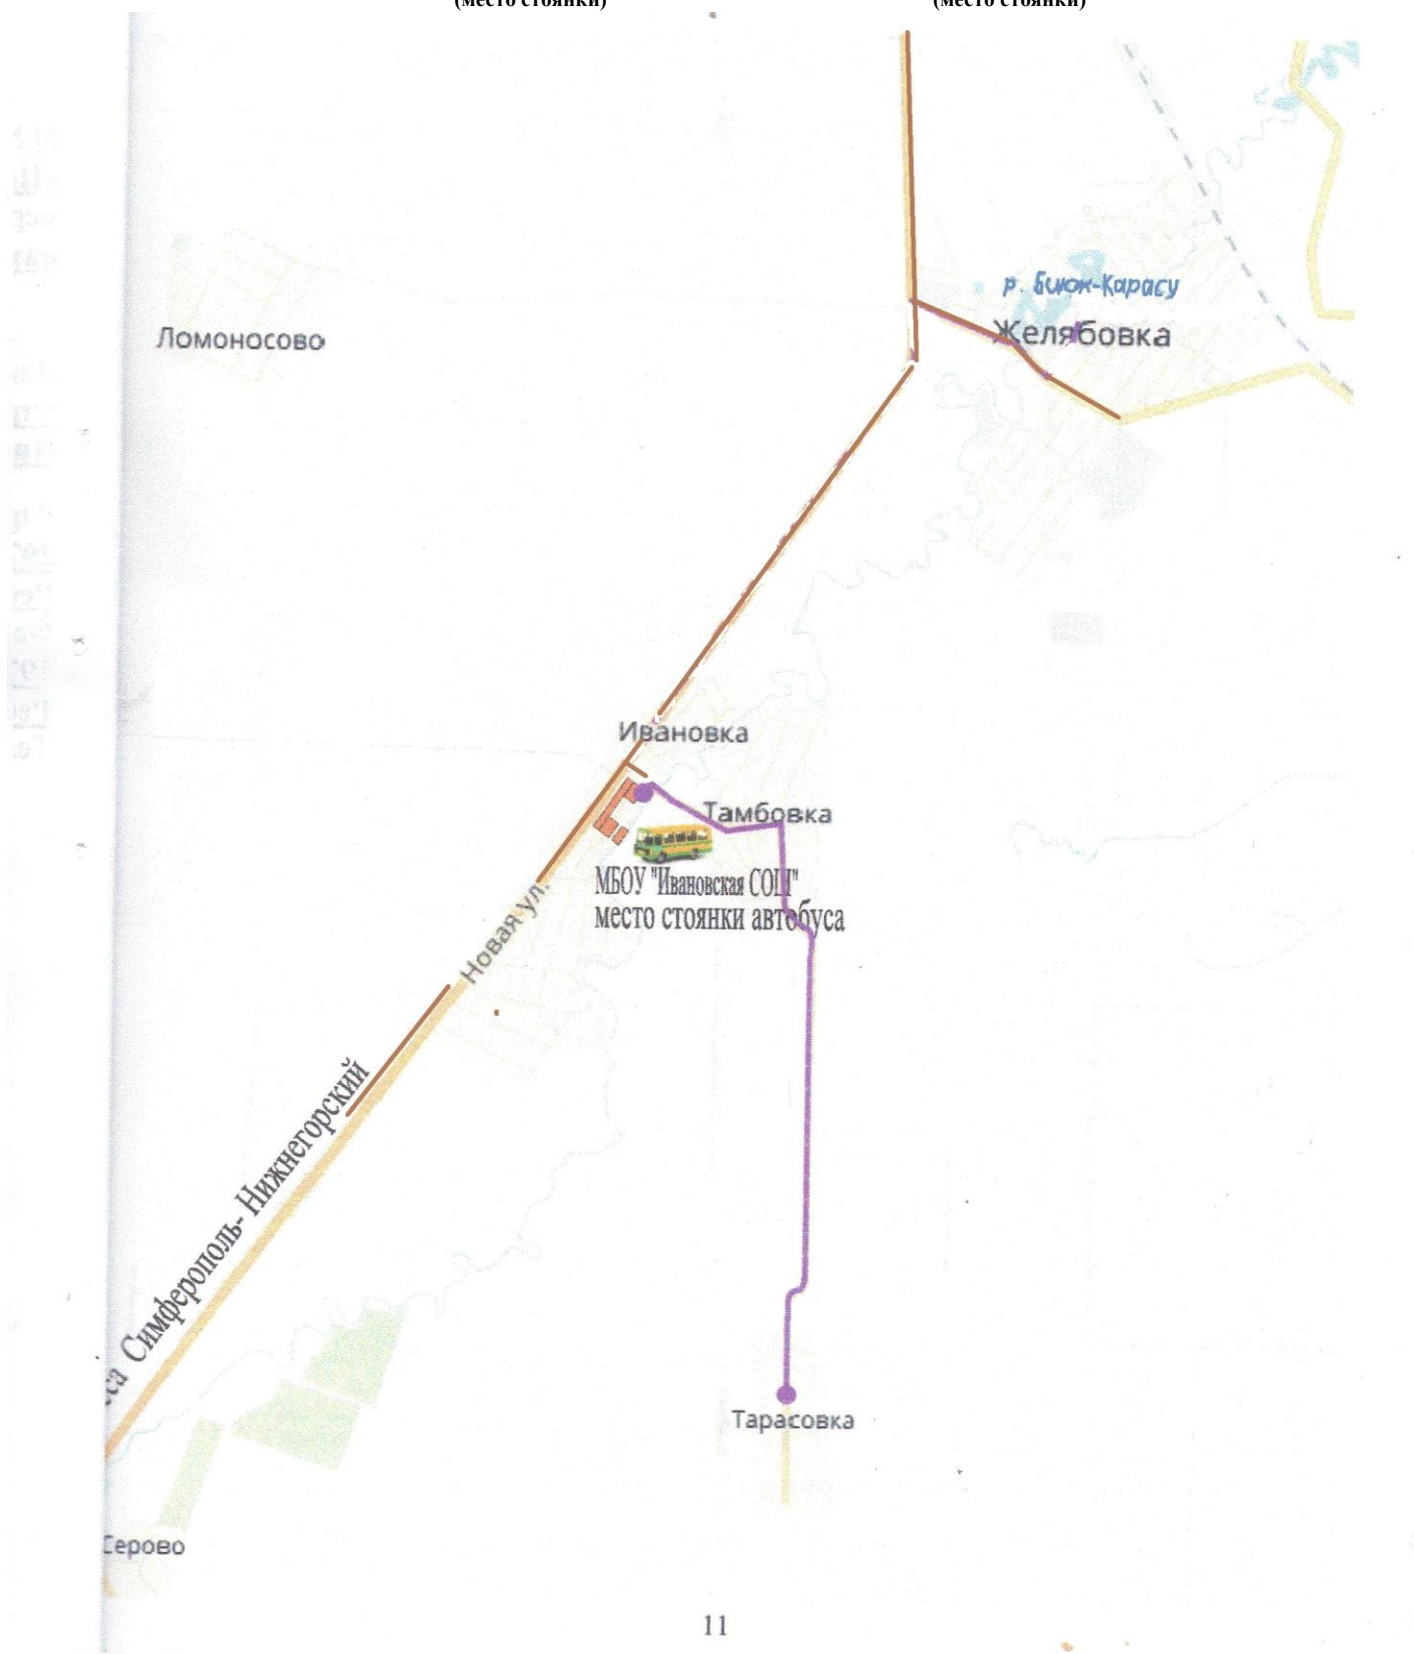 (место стоянки) (место стоянки)
р. Биюк-Карасу
Желябовка
Ломоносово
Ивановка
Тамбовка
МБОУ "Ивановская СОШ"
место стоянки автобуса
Новая ул.
Симферополь- Нижнегорский
Тарасовка
Серово
11